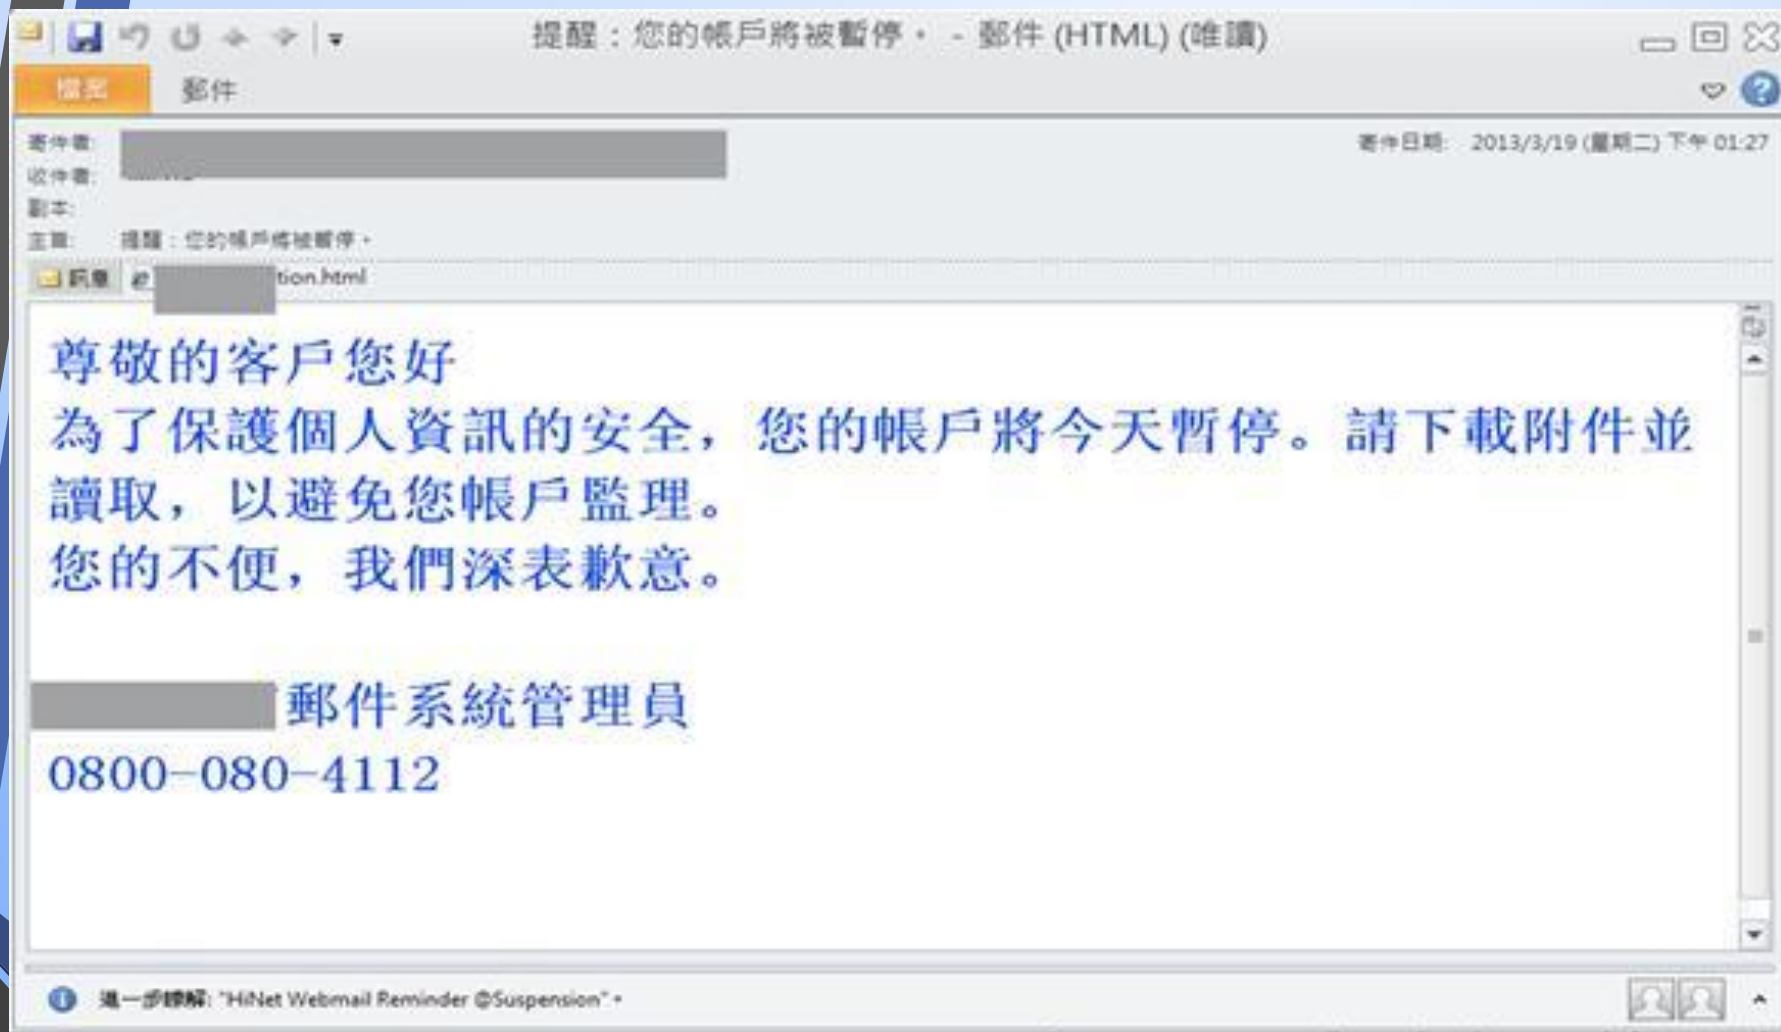 提醒：您的帳戶將被暫停。 - 郵件 (HTML) (唯讀)
檔案 郵件
寄件者: 寄件日期: 2013/3/19 (星期二) 下午 01:27
收件者:
副本:
主旨: 提醒：您的帳戶將被暫停。
訊息 tion.html
尊敬的客戶您好
為了保護個人資訊的安全，您的帳戶將今天暫停。請下載附件並
讀取，以避免您帳戶監理。
您的不便，我們深表歉意。
郵件系統管理員
0800-080-4112
進一步瞭解: "HiNet Webmail Reminder @Suspension"。